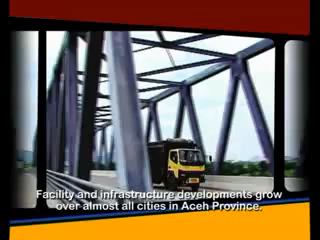 Facility and infrastructure developments grow
over almost all cities in Aceh Province.